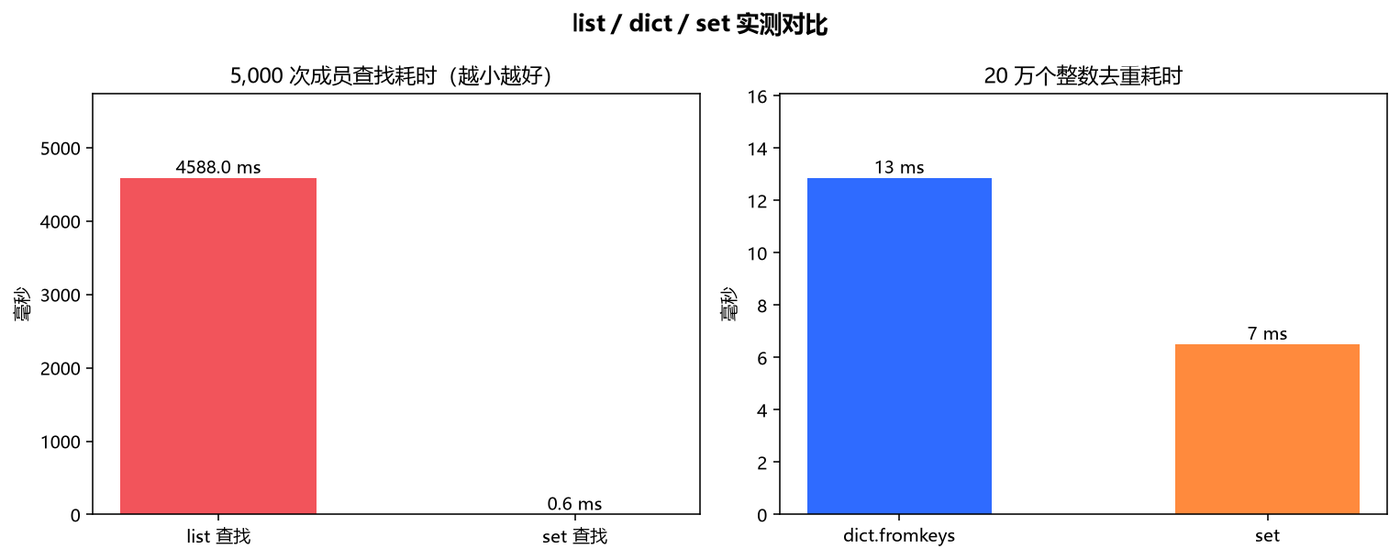 list / dict / set 实测对比
5,000 次成员查找耗时（越小越好）
毫秒
5000
4000
3000
2000
1000
0
4588.0 ms
0.6 ms
list 查找
set 查找
20 万个整数去重耗时
毫秒
16
14
12
10
8
6
4
2
0
13 ms
7 ms
dict.fromkeys
set